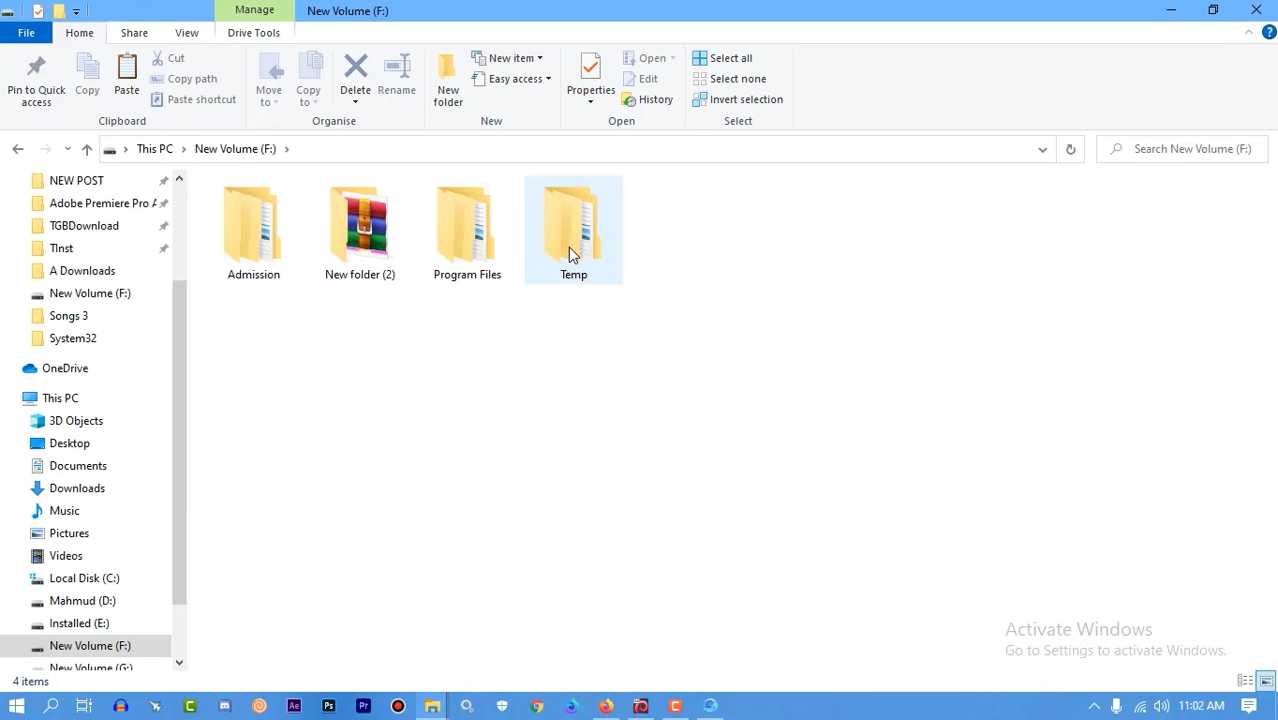 Manage
New Volume (F:)
File
Home
Share
View
Drive Tools
Pin to Quick access
Copy
Paste
Cut
Copy path
Paste shortcut
Clipboard
Move to
Copy to
Delete
Rename
Organise
New folder
New item
Easy access
New
Properties
Open
Edit
History
Open
Select all
Select none
Invert selection
Select
This PC
New Volume (F:)
Search New Volume (F:)
NEW POST
Adobe Premiere Pro A
TGBDownload
TInst
A Downloads
New Volume (F:)
Songs 3
System32
OneDrive
This PC
3D Objects
Desktop
Documents
Downloads
Music
Pictures
Videos
Local Disk (C:)
Mahmud (D:)
Installed (E:)
New Volume (F:)
New Volume (G:)
Admission
New folder (2)
Program Files
Temp
Activate Windows
Go to Settings to activate Windows.
4 items
Ae
Ps
Pr
11:02 AM